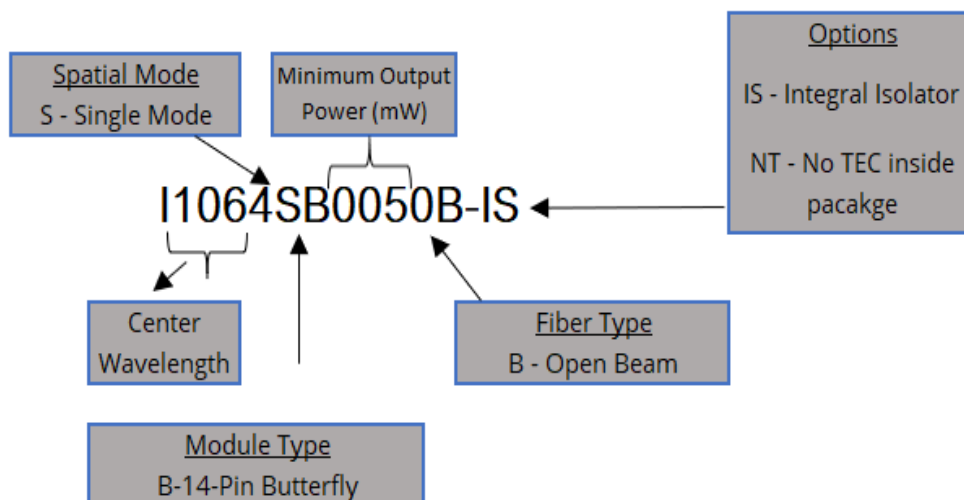 Spatial Mode
S - Single Mode
Minimum Output
Power (mW)
Options
IS - Integral Isolator
NT - No TEC inside
pacakge
I1064SB0050B-IS
Center
Wavelength
Fiber Type
B - Open Beam
Module Type
B-14-Pin Butterfly